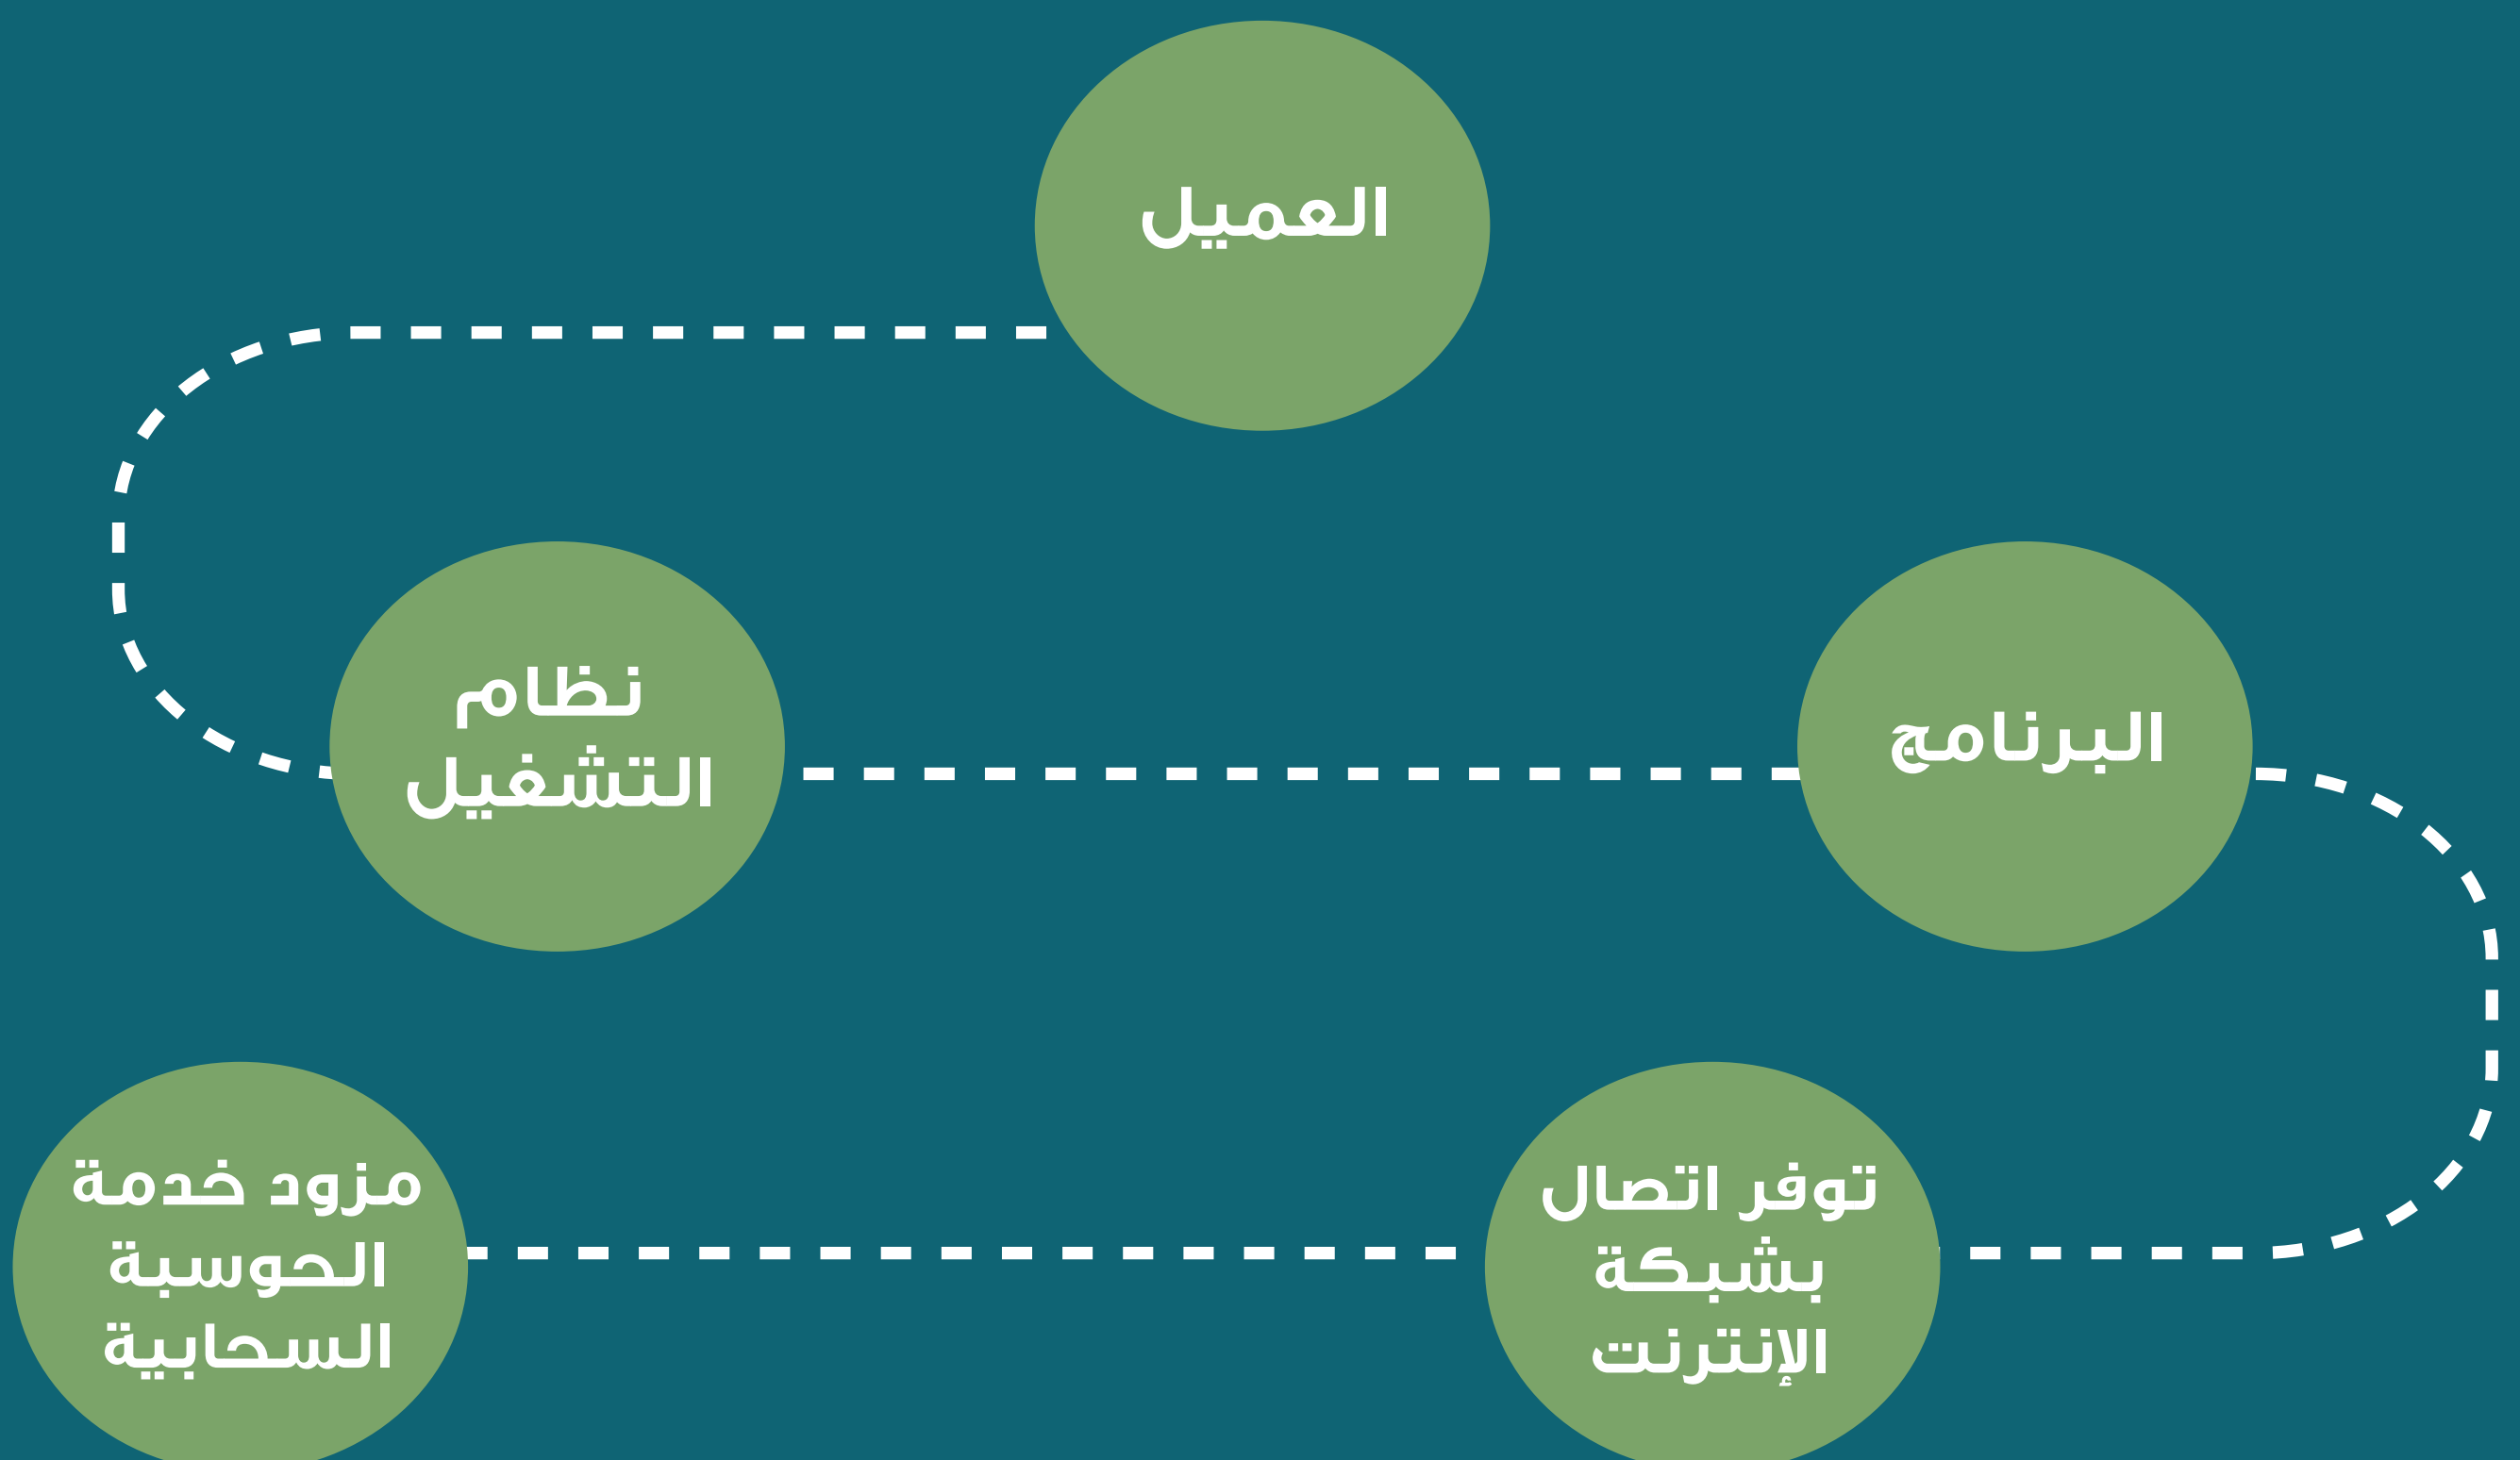 العميل
نظام
التشغيل
البرنامج
توفر اتصال
بشبكة
الإنترنت
مزود خدمة
الحوسبة
السحابية